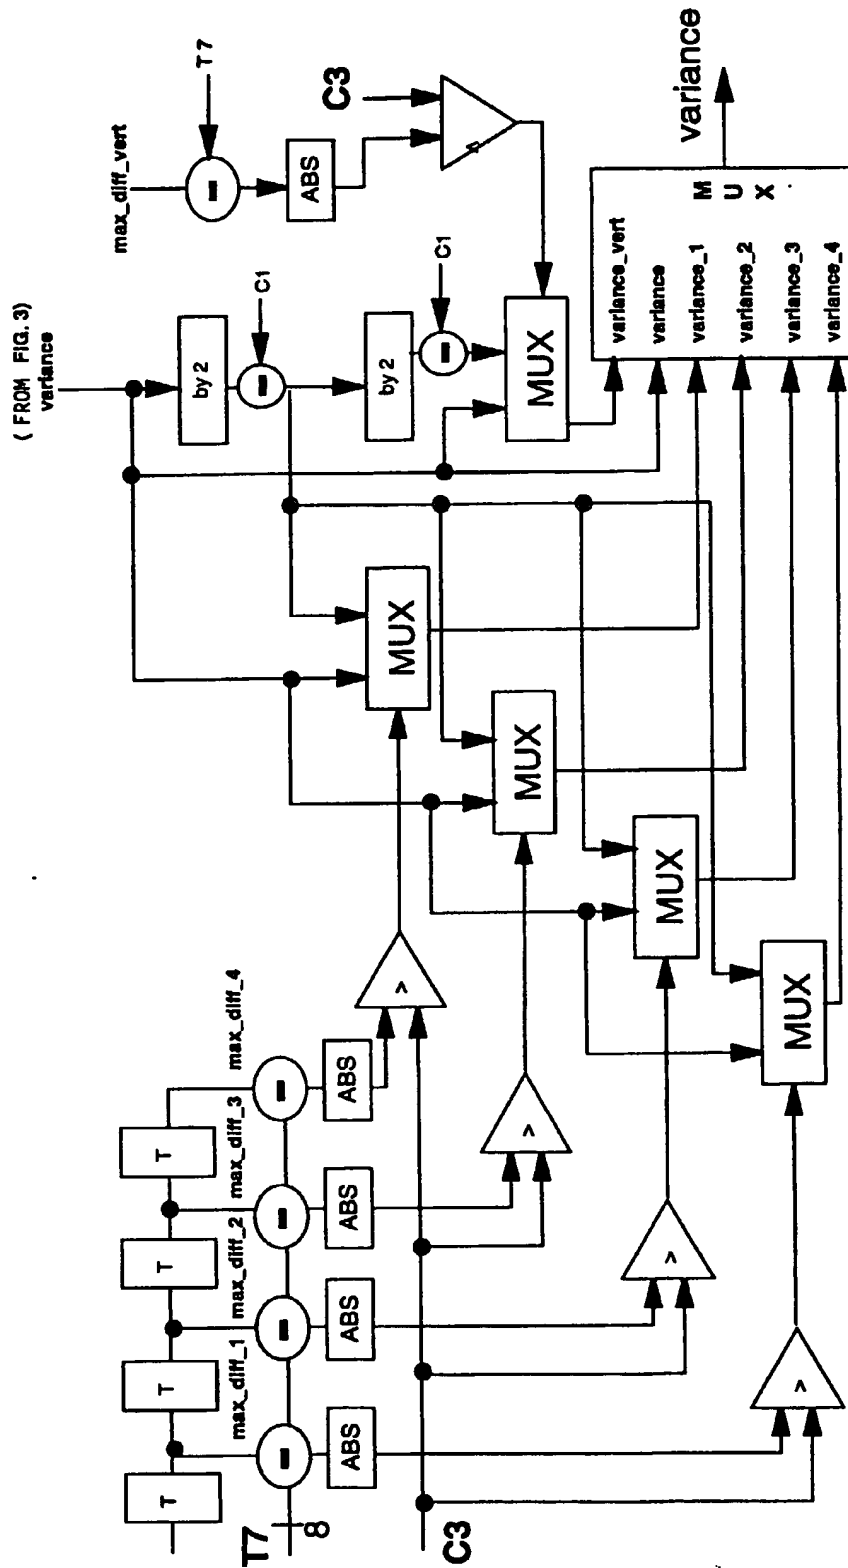 ( FROM FIG. 3)
variance
max_diff_vert
T7
C1
by 2
ABS
C3
C1
by 2
MUX
variance
variance_vert
variance
variance_1
variance_2
variance_3
variance_4
M
U
X
T
T
T
T
max_diff_1
max_diff_2
max_diff_3
max_diff_4
T7
8
ABS
ABS
ABS
ABS
C3
>
>
>
>
>
MUX
MUX
MUX
MUX